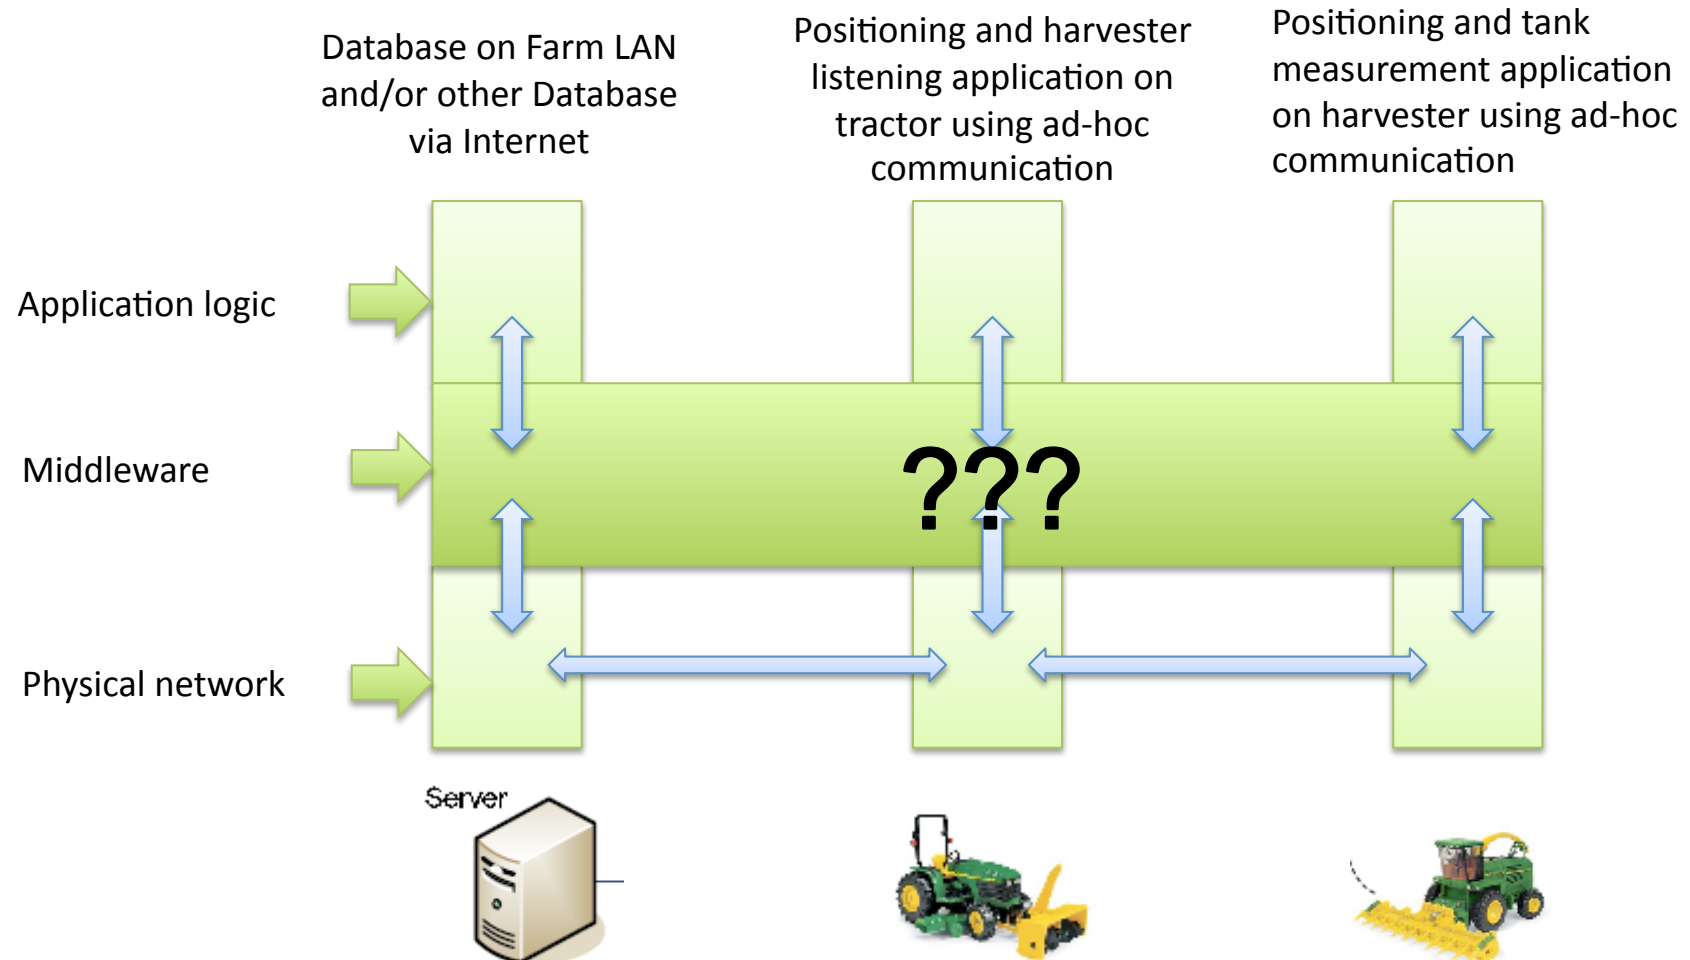 Database on Farm LAN
and/or other Database
via Internet
Positioning and harvester
listening application on
tractor using ad-hoc
communication
Positioning and tank
measurement application
on harvester using ad-hoc
communication
Application logic
Middleware
???
Physical network
Server